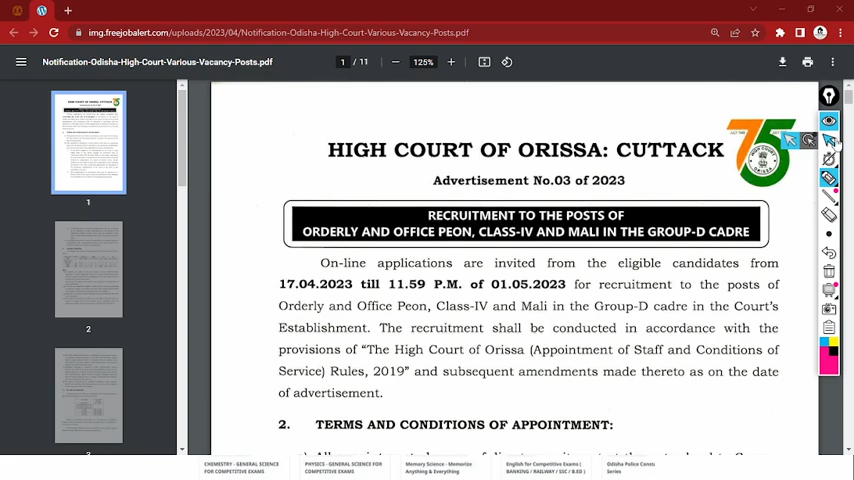 img.freejobalert.com/uploads/2023/04/Notification-Odisha-High-Court-Various-Vacancy-Posts.pdf
Notification-Odisha-High-Court-Various-Vacancy-Posts.pdf
1 / 11
125%
HIGH COURT OF ORISSA: CUTTACK
75
Advertisement No.03 of 2023
RECRUITMENT TO THE POSTS OF
ORDERLY AND OFFICE PEON, CLASS-IV AND MALI IN THE GROUP-D CADRE
On-line applications are invited from the eligible candidates from
17.04.2023 till 11.59 P.M. of 01.05.2023 for recruitment to the posts of
Orderly and Office Peon, Class-IV and Mali in the Group-D cadre in the Court's
Establishment. The recruitment shall be conducted in accordance with the
provisions of "The High Court of Orissa (Appointment of Staff and Conditions of
Service) Rules, 2019" and subsequent amendments made thereto as on the date
of advertisement.
2. TERMS AND CONDITIONS OF APPOINTMENT:
1
2
3
CHEMISTRY - GENERAL SCIENCE
FOR COMPETITIVE EXAMS
PHYSICS - GENERAL SCIENCE FOR
COMPETITIVE EXAMS
Memory Science - Memorize
Anything & Everything
English for Competitive Exams (
BANKING / RAILWAY / SSC / B.ED )
Odisha Police Const
Series